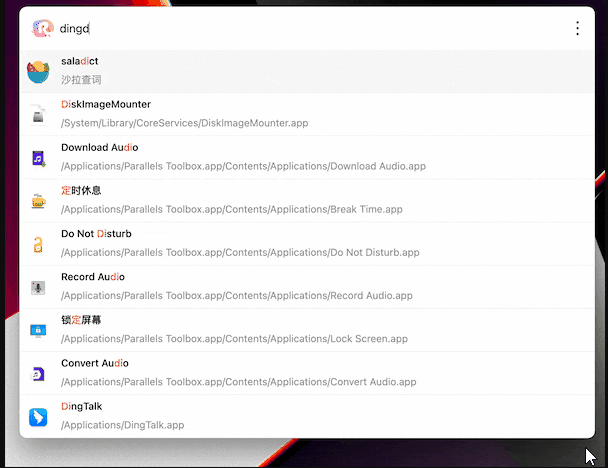 dingd
saladict
沙拉查词
DiskImageMounter
/System/Library/CoreServices/DiskImageMounter.app
Download Audio
/Applications/Parallels Toolbox.app/Contents/Applications/Download Audio.app
定时休息
/Applications/Parallels Toolbox.app/Contents/Applications/Break Time.app
Do Not Disturb
/Applications/Parallels Toolbox.app/Contents/Applications/Do Not Disturb.app
Record Audio
/Applications/Parallels Toolbox.app/Contents/Applications/Record Audio.app
锁定屏幕
/Applications/Parallels Toolbox.app/Contents/Applications/Lock Screen.app
Convert Audio
/Applications/Parallels Toolbox.app/Contents/Applications/Convert Audio.app
DingTalk
/Applications/DingTalk.app